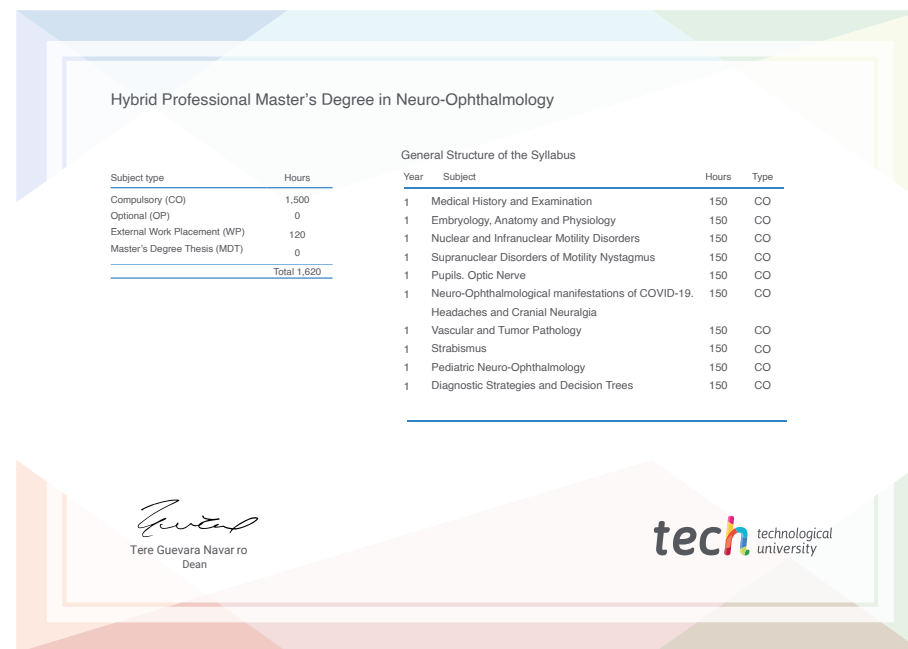 Hybrid Professional Master's Degree in Neuro-Ophthalmology
Subject type Hours
Compulsory (CO) 1,500
Optional (OP) 0
External Work Placement (WP) 120
Master's Degree Thesis (MDT) 0
Total 1,620
General Structure of the Syllabus
Year Subject Hours Type
1 Medical History and Examination 150 CO
1 Embryology, Anatomy and Physiology 150 CO
1 Nuclear and Infranuclear Motility Disorders 150 CO
1 Supranuclear Disorders of Motility Nystagmus 150 CO
1 Pupils. Optic Nerve 150 CO
1 Neuro-Ophthalmological manifestations of COVID-19. 150 CO
Headaches and Cranial Neuralgia
1 Vascular and Tumor Pathology 150 CO
1 Strabismus 150 CO
1 Pediatric Neuro-Ophthalmology 150 CO
1 Diagnostic Strategies and Decision Trees 150 CO
Tere Guevara Navarro
Dean
tech technological
university